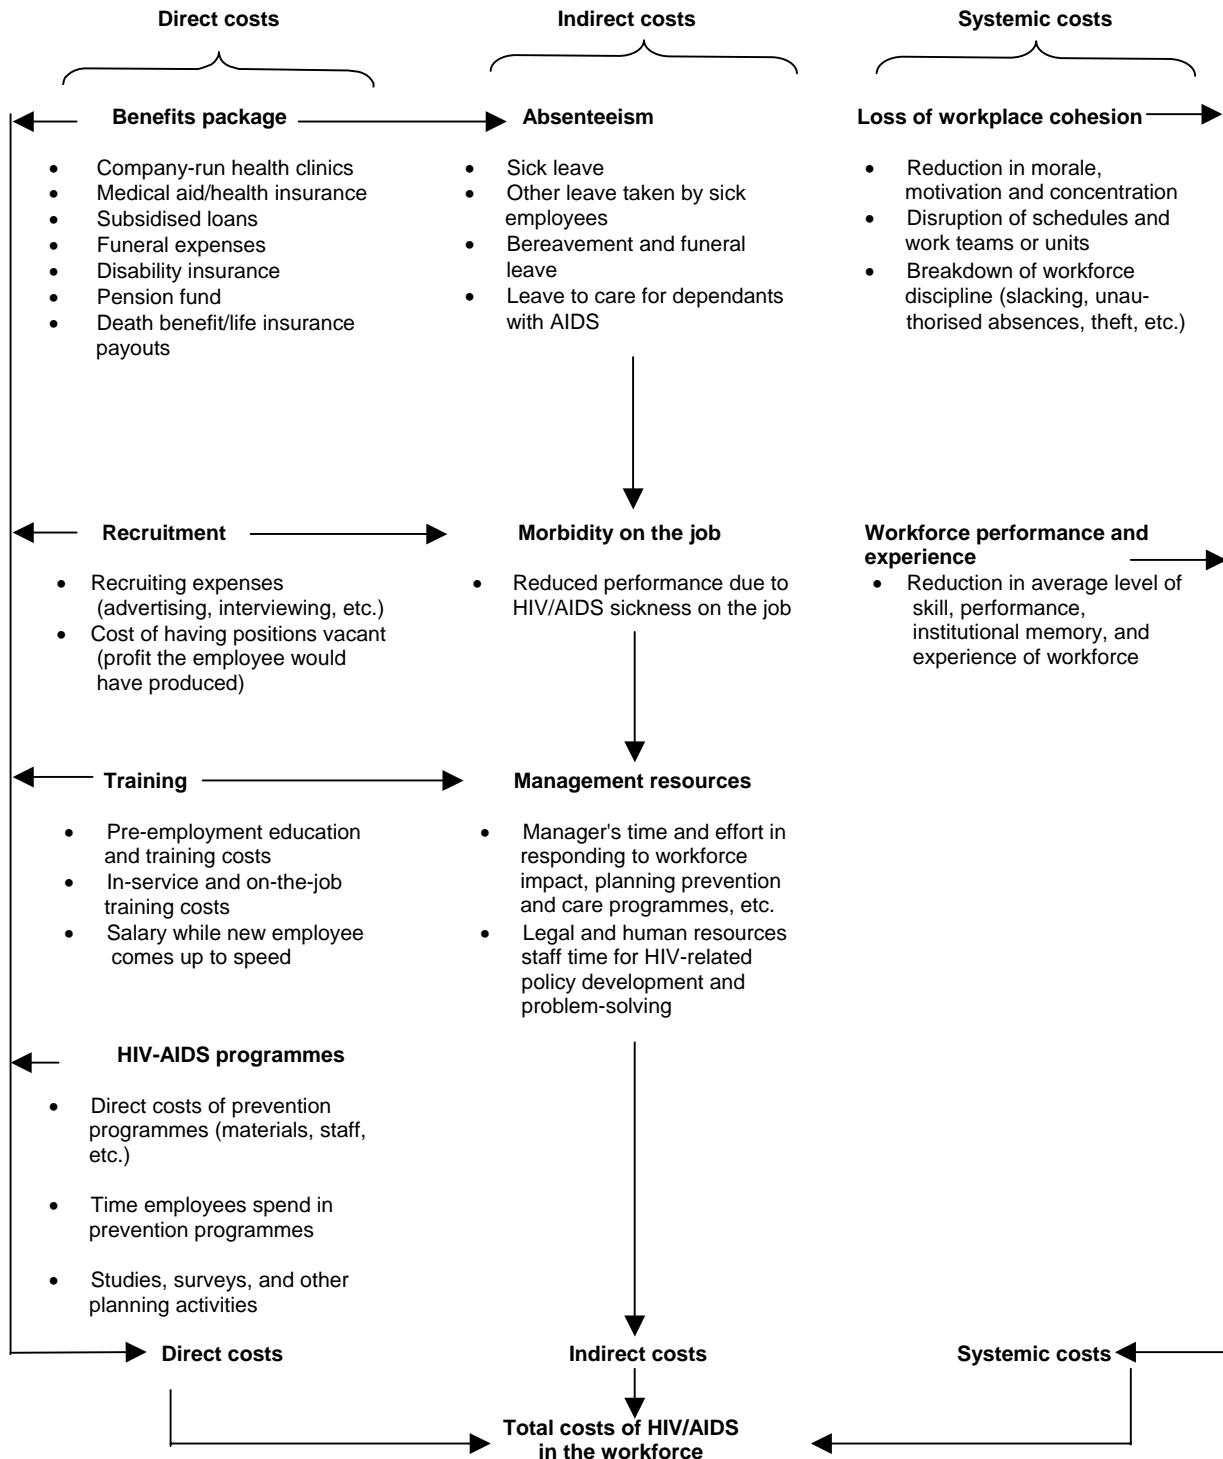 Direct costs
Indirect costs
Systemic costs
Benefits package
• Company-run health clinics
• Medical aid/health insurance
• Subsidised loans
• Funeral expenses
• Disability insurance
• Pension fund
• Death benefit/life insurance
payouts
Absenteeism
• Sick leave
• Other leave taken by sick
employees
• Bereavement and funeral
leave
• Leave to care for dependants
with AIDS
Loss of workplace cohesion
• Reduction in morale,
motivation and concentration
• Disruption of schedules and
work teams or units
• Breakdown of workforce
discipline (slacking, unau-
thorised absences, theft, etc.)
Recruitment
• Recruiting expenses
(advertising, interviewing, etc.)
• Cost of having positions vacant
(profit the employee would
have produced)
Morbidity on the job
• Reduced performance due to
HIV/AIDS sickness on the job
Workforce performance and
experience
• Reduction in average level of
skill, performance,
institutional memory, and
experience of workforce
Training
• Pre-employment education
and training costs
• In-service and on-the-job
training costs
• Salary while new employee
comes up to speed
Management resources
• Manager's time and effort in
responding to workforce
impact, planning prevention
and care programmes, etc.
• Legal and human resources
staff time for HIV-related
policy development and
problem-solving
HIV-AIDS programmes
• Direct costs of prevention
programmes (materials, staff,
etc.)
• Time employees spend in
prevention programmes
• Studies, surveys, and other
planning activities
Direct costs
Indirect costs
Systemic costs
Total costs of HIV/AIDS
in the workforce